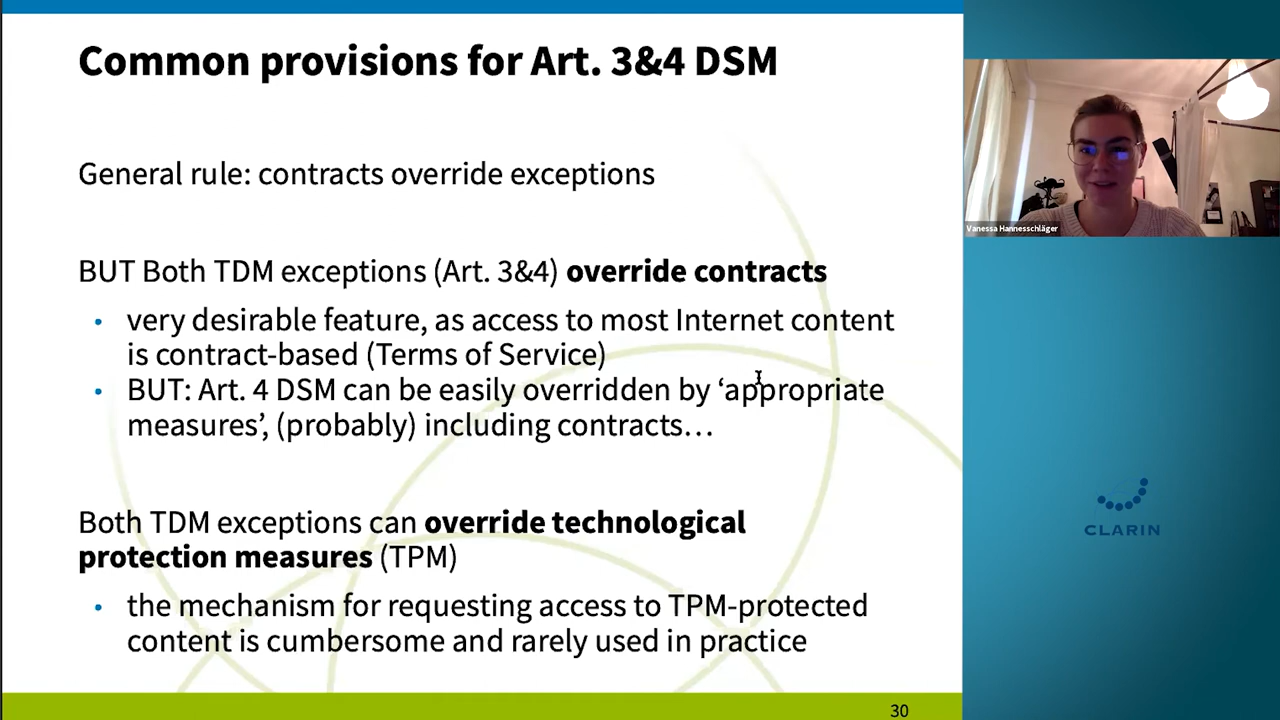 Common provisions for Art. 3&4 DSM
General rule: contracts override exceptions
BUT Both TDM exceptions (Art. 3&4) override contracts
• very desirable feature, as access to most Internet content
is contract-based (Terms of Service)
• BUT: Art. 4 DSM can be easily overridden by ‘appropriate
measures’, (probably) including contracts…
Both TDM exceptions can override technological
protection measures (TPM)
• the mechanism for requesting access to TPM-protected
content is cumbersome and rarely used in practice
30
Vanessa Hannesschläger
CLARIN